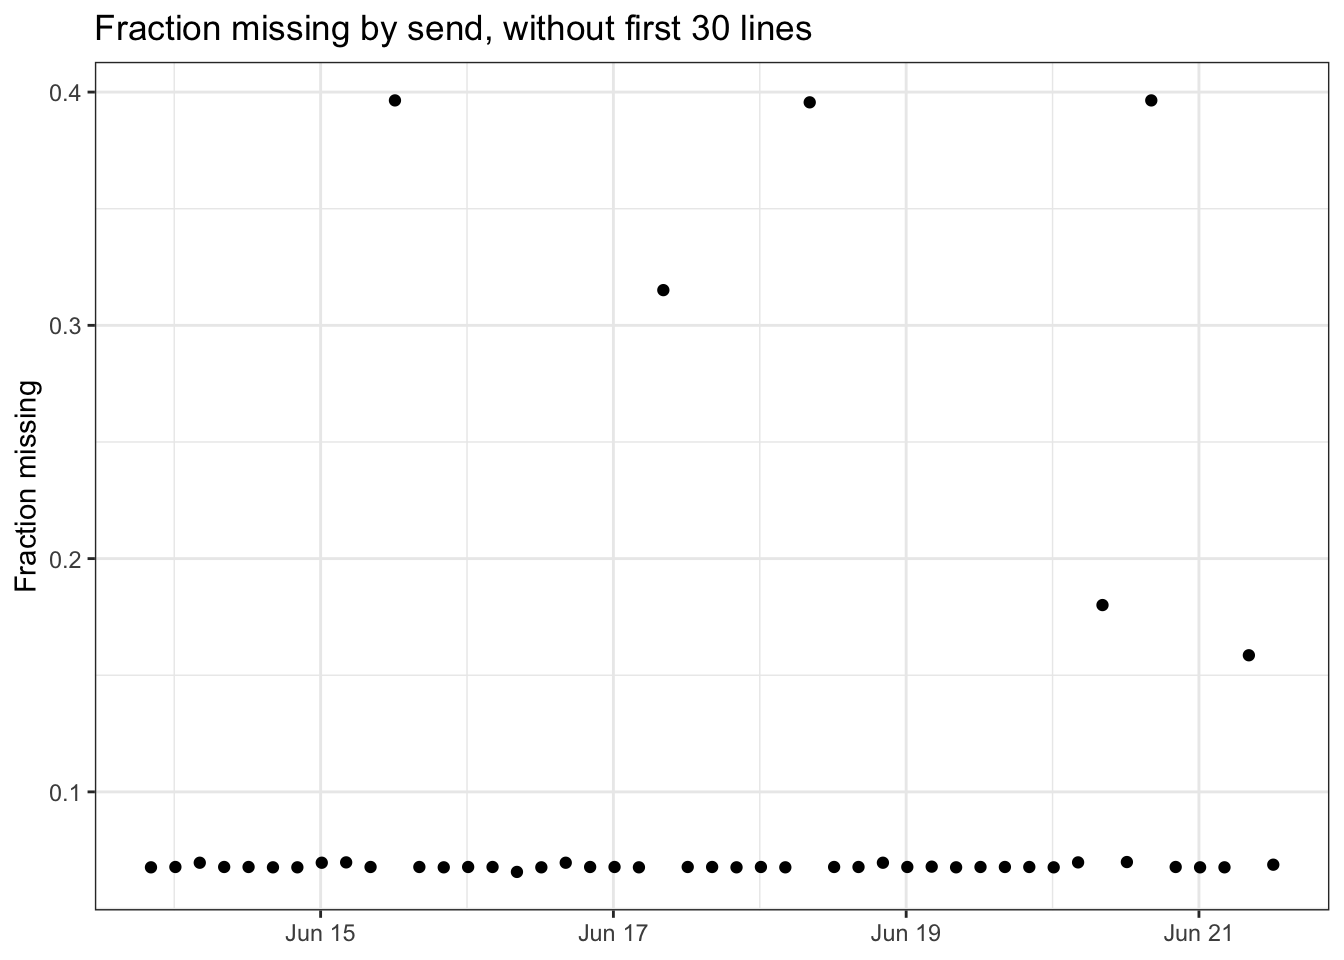 Fraction missing by send, without first 30 lines
0.4
0.3
0.2
0.1
Fraction missing
Jun 15
Jun 17
Jun 19
Jun 21